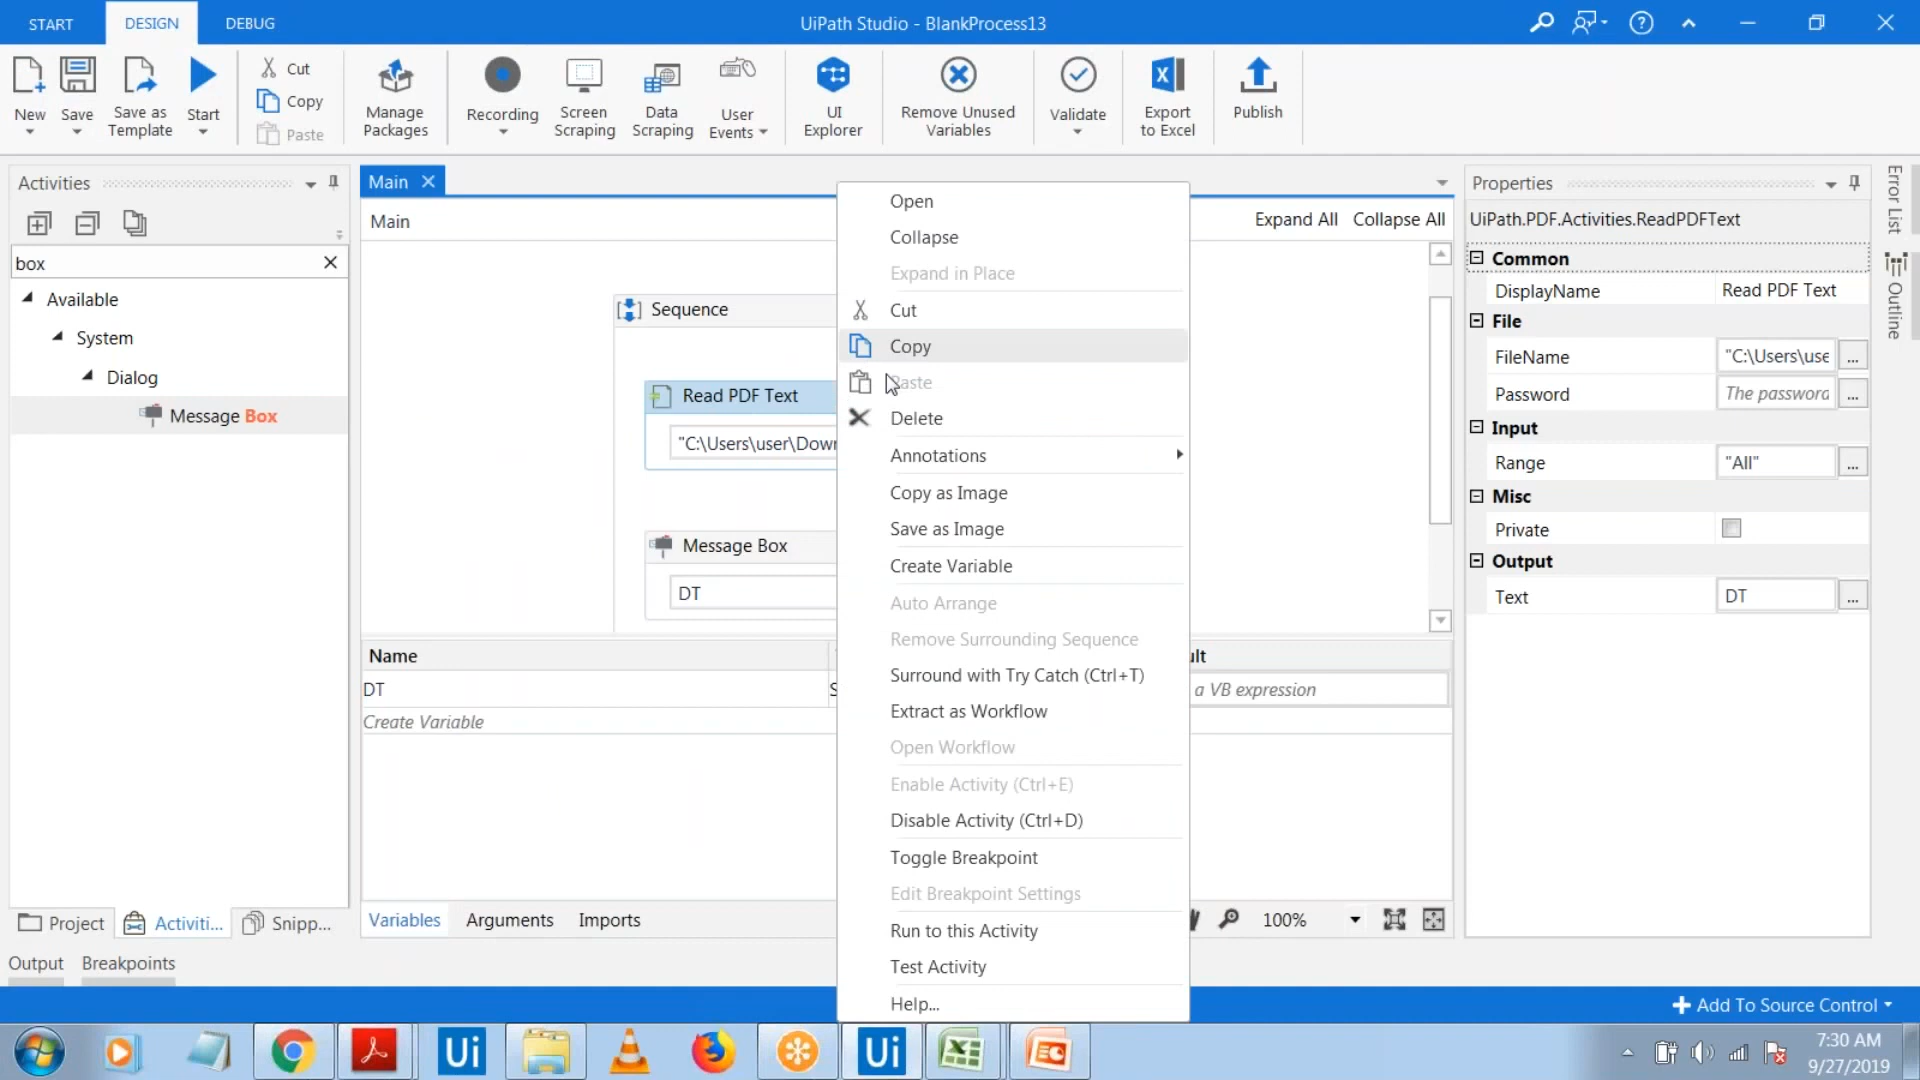 START
DESIGN
DEBUG
UiPath Studio - BlankProcess13
New
Save
Save as
Template
Start
Cut
Copy
Paste
Manage
Packages
Recording
Screen
Scraping
Data
Scraping
User
Events
UI
Explorer
Remove Unused
Variables
Validate
Export
to Excel
Publish
Activities
box
Available
System
Dialog
Message Box
Project
Activiti...
Snipp...
Output
Breakpoints
Main
Main
Expand All
Collapse All
Sequence
Read PDF Text
"C:\Users\user\Dow
Message Box
DT
Name
DT
Create Variable
a VB expression
Variables
Arguments
Imports
100%
Open
Collapse
Expand in Place
Cut
Copy
Paste
Delete
Annotations
Copy as Image
Save as Image
Create Variable
Auto Arrange
Remove Surrounding Sequence
Surround with Try Catch (Ctrl+T)
Extract as Workflow
Open Workflow
Enable Activity (Ctrl+E)
Disable Activity (Ctrl+D)
Toggle Breakpoint
Edit Breakpoint Settings
Run to this Activity
Test Activity
Help...
Properties
UiPath.PDF.Activities.ReadPDFText
Common
DisplayName
Read PDF Text
File
FileName
"C:\Users\use
...
Password
The password
...
Input
Range
"All"
...
Misc
Private
Output
Text
DT
...
Error List
Outline
Add To Source Control
Ui
Ui
7:30 AM
9/27/2019